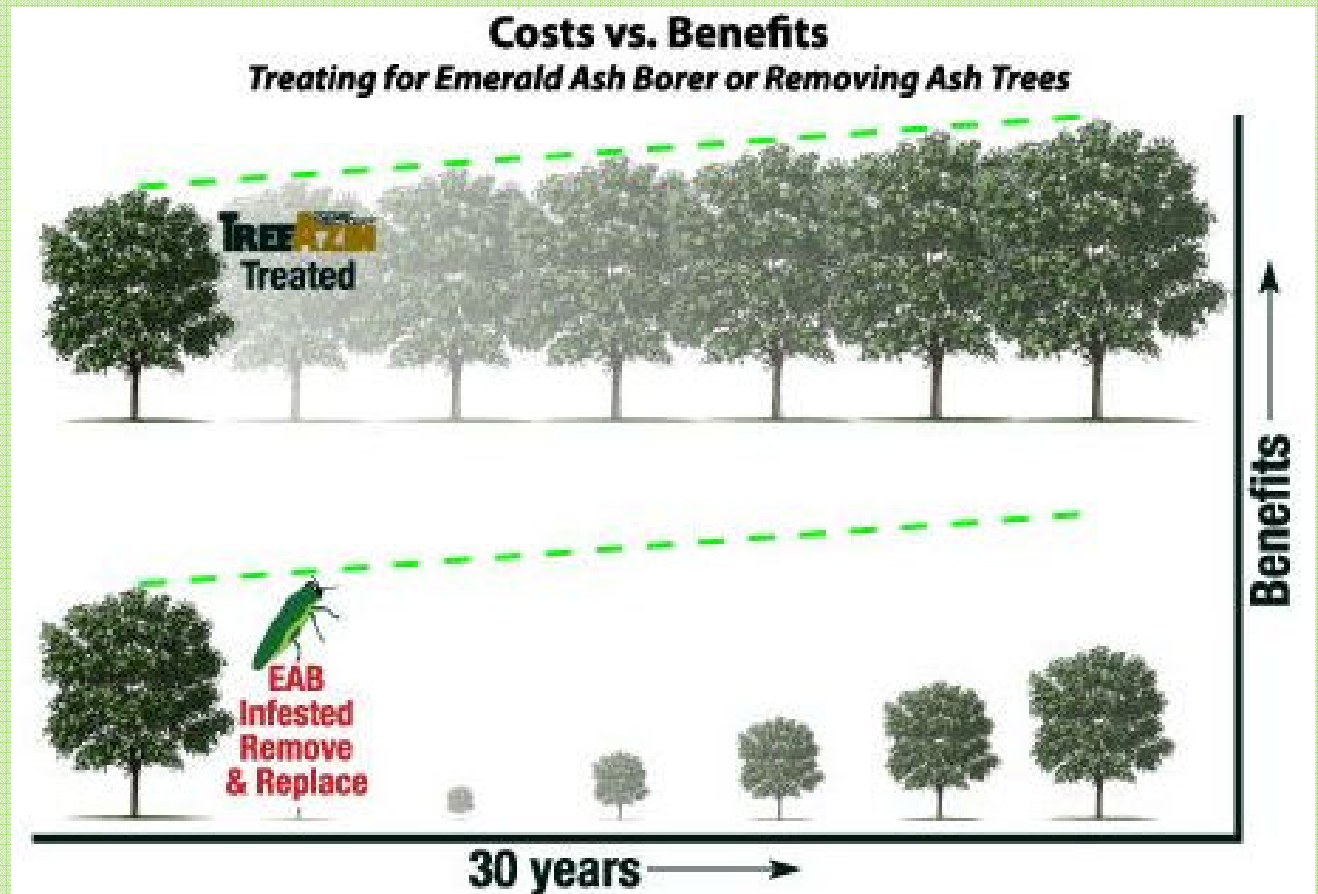 Costs vs. Benefits
Treating for Emerald Ash Borer or Removing Ash Trees
TREEAZIN
Treated
EAB
Infested
Remove
& Replace
Benefits
30 years